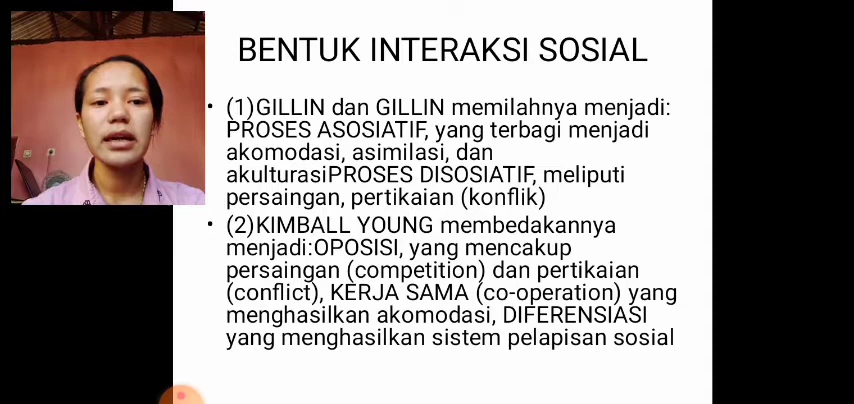 BENTUK INTERAKSI SOSIAL
• (1)GILLIN dan GILLIN memilahnya menjadi:
PROSES ASOSIATIF, yang terbagi menjadi
akomodasi, asimilasi, dan
akulturasiPROSES DISOSIATIF, meliputi
persaingan, pertikaian (konflik)
• (2)KIMBALL YOUNG membedakannya
menjadi:OPOSISI, yang mencakup
persaingan (competition) dan pertikaian
(conflict), KERJA SAMA (co-operation) yang
menghasilkan akomodasi, DIFERENSIASI
yang menghasilkan sistem pelapisan sosial